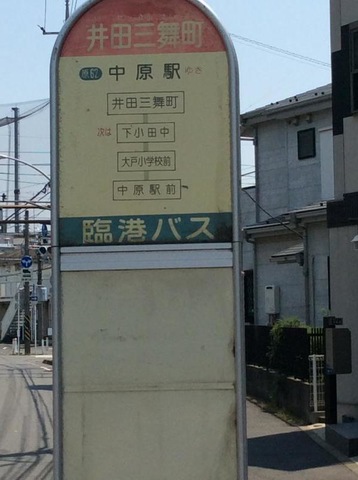 井田三舞町
原62 中原駅 ゆき
井田三舞町
次は 下小田中
大戸小学校前
中原駅前
臨港バス